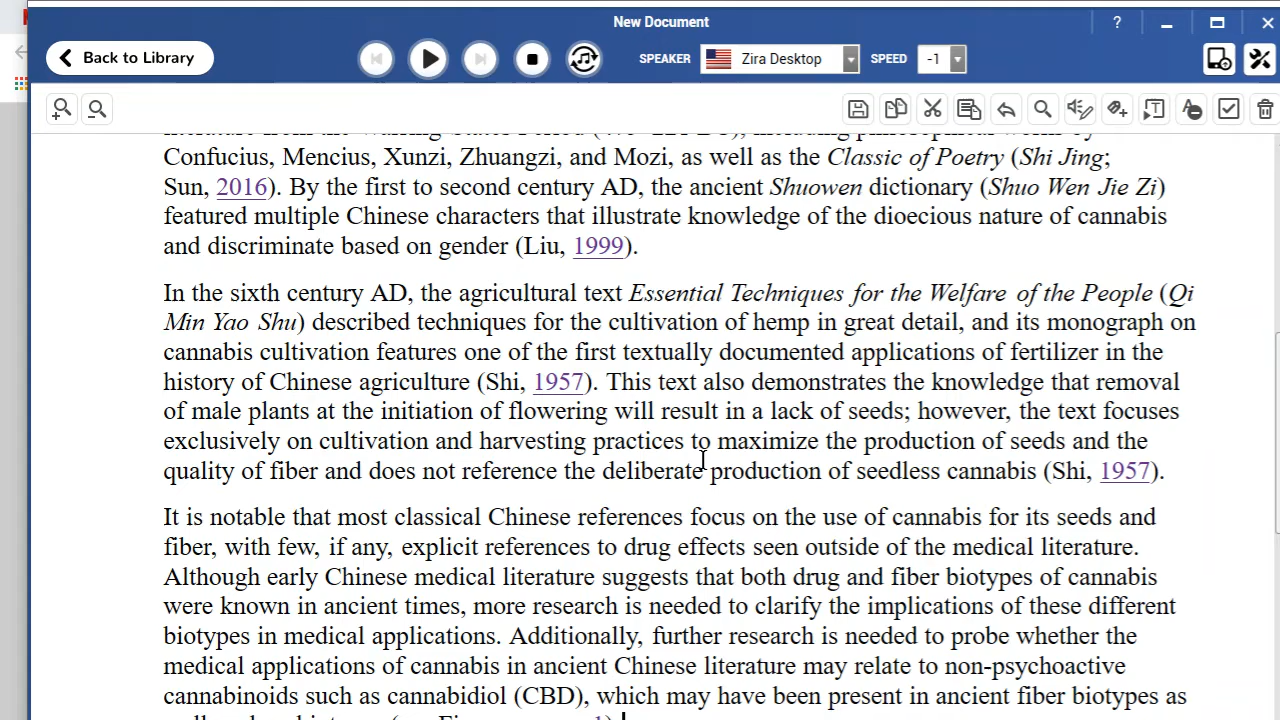 New Document
?
Back to Library
SPEAKER
Zira Desktop
SPEED
-1
literature from the Warring States Period (
), including philosophical works by
Confucius, Mencius, Xunzi, Zhuangzi, and Mozi, as well as the Classic of Poetry (Shi Jing;
Sun, 2016). By the first to second century AD, the ancient Shuowen dictionary (Shuo Wen Jie Zi)
featured multiple Chinese characters that illustrate knowledge of the dioecious nature of cannabis
and discriminate based on gender (Liu, 1999).
In the sixth century AD, the agricultural text Essential Techniques for the Welfare of the People (Qi
Min Yao Shu) described techniques for the cultivation of hemp in great detail, and its monograph on
cannabis cultivation features one of the first textually documented applications of fertilizer in the
history of Chinese agriculture (Shi, 1957). This text also demonstrates the knowledge that removal
of male plants at the initiation of flowering will result in a lack of seeds; however, the text focuses
exclusively on cultivation and harvesting practices to maximize the production of seeds and the
quality of fiber and does not reference the deliberate production of seedless cannabis (Shi, 1957).
It is notable that most classical Chinese references focus on the use of cannabis for its seeds and
fiber, with few, if any, explicit references to drug effects seen outside of the medical literature.
Although early Chinese medical literature suggests that both drug and fiber biotypes of cannabis
were known in ancient times, more research is needed to clarify the implications of these different
biotypes in medical applications. Additionally, further research is needed to probe whether the
medical applications of cannabis in ancient Chinese literature may relate to non-psychoactive
cannabinoids such as cannabidiol (CBD), which may have been present in ancient fiber biotypes as